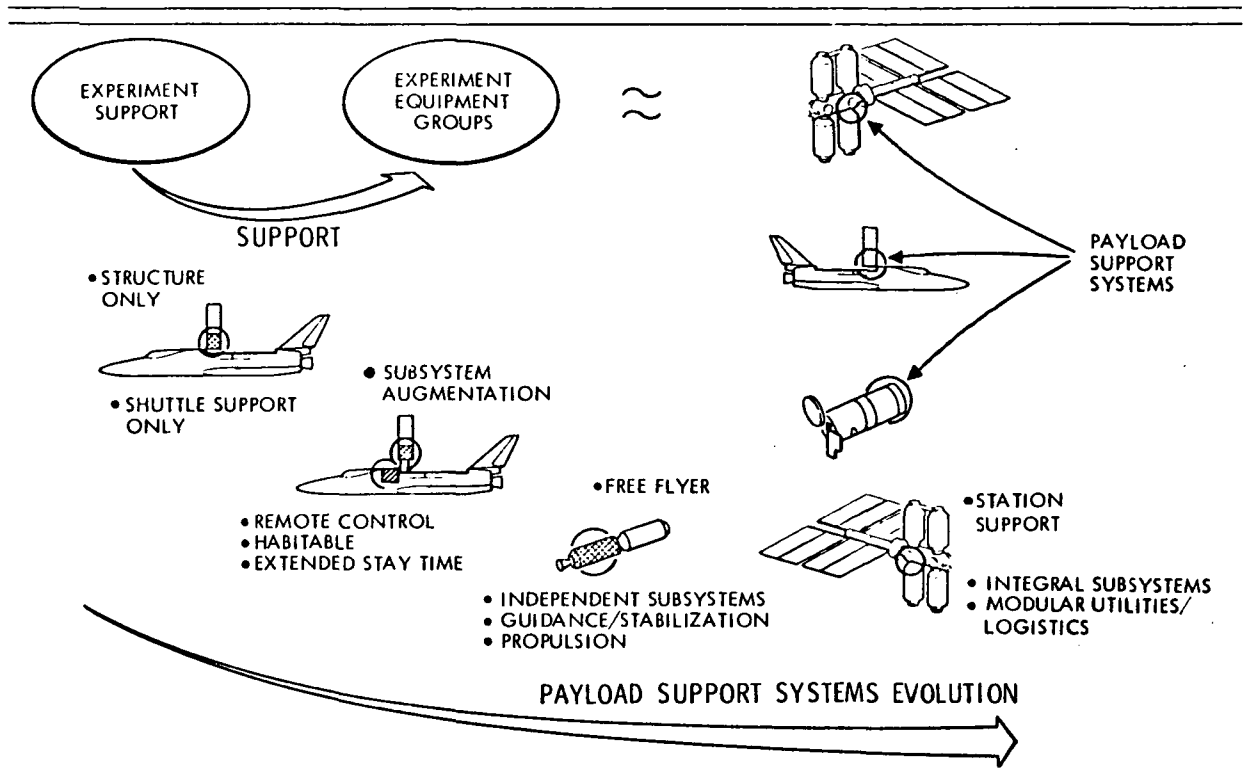 EXPERIMENT
SUPPORT
EXPERIMENT
EQUIPMENT
GROUPS
≈
SUPPORT
PAYLOAD
SUPPORT
SYSTEMS
• STRUCTURE
ONLY
• SHUTTLE SUPPORT
ONLY
• SUBSYSTEM
AUGMENTATION
• REMOTE CONTROL
• HABITABLE
• EXTENDED STAY TIME
• FREE FLYER
• INDEPENDENT SUBSYSTEMS
• GUIDANCE/STABILIZATION
• PROPULSION
• STATION
SUPPORT
• INTEGRAL SUBSYSTEMS
• MODULAR UTILITIES/
LOGISTICS
PAYLOAD SUPPORT SYSTEMS EVOLUTION